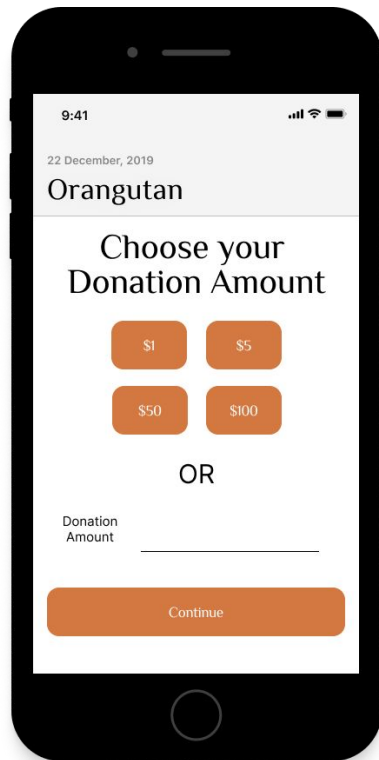 9:41
22 December, 2019
Orangutan
Choose your
Donation Amount
$1 $5
$50 $100
OR
Donation
Amount
Continue